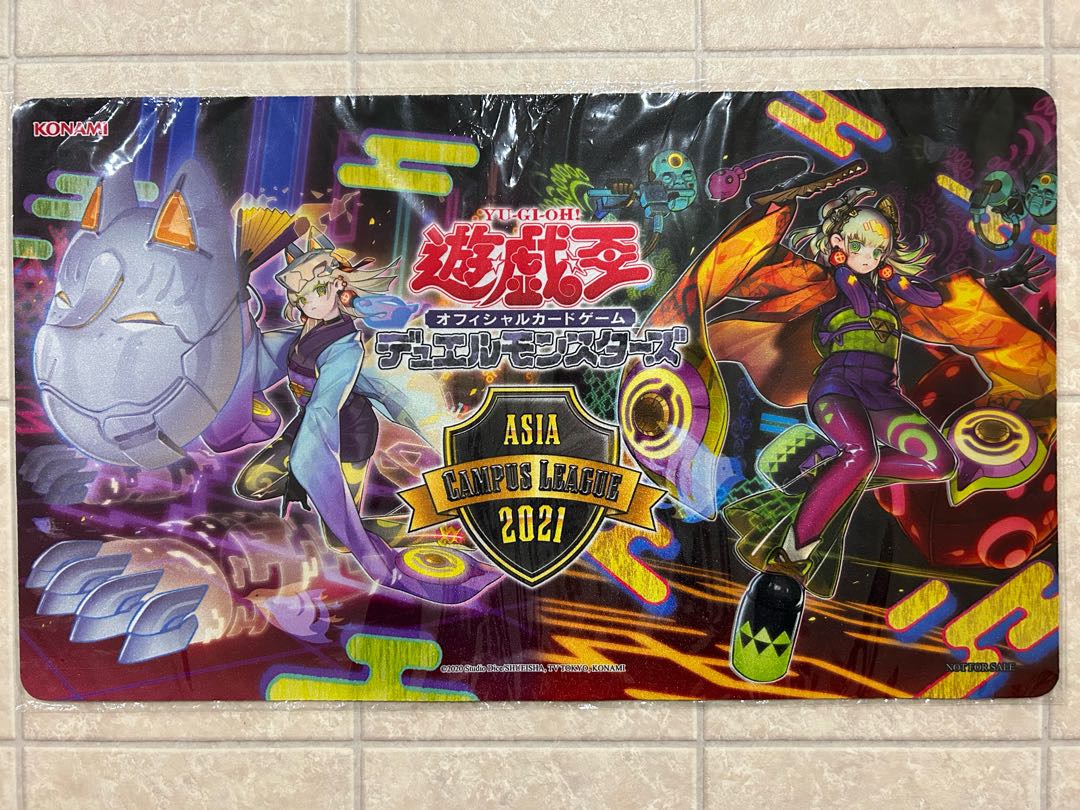 KONAMI
YU-GI-OH!
遊☆戯☆王
オフィシャルカードゲーム
デュエルモンスターズ
ASIA
CAMPUS LEAGUE
2021
©2020 Studio Dice/SHUEISHA, TV TOKYO, KONAMI
NOT FOR SALE